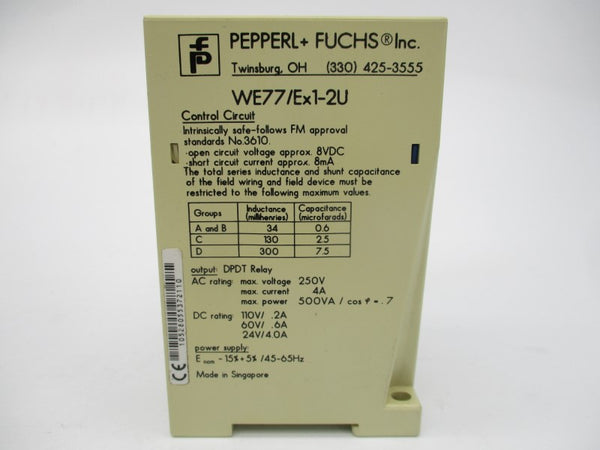 PEPPERL+ FUCHS® Inc.
Twinsburg, OH (330) 425-3555
WE77/Ex1-2U
Control Circuit
Intrinsically safe-follows FM approval
standards No.3610.
·open circuit voltage approx. 8VDC
·short circuit current approx. 8mA
The total series inductance and shunt capacitance
of the field wiring and field device must be
restricted to the following maximum values.
Groups Inductance (millihenries) Capacitance (microfarads)
A and B 34 0.6
C 130 2.5
D 300 7.5
output: DPDT Relay
AC rating: max. voltage 250V
max. current 4A
max. power 500VA / cos φ = .7
DC rating: 110V/ .2A
60V/ .6A
24V/4.0A
power supply:
E nom -15%+5% /45-65Hz
Made in Singapore
10528055372110
CE